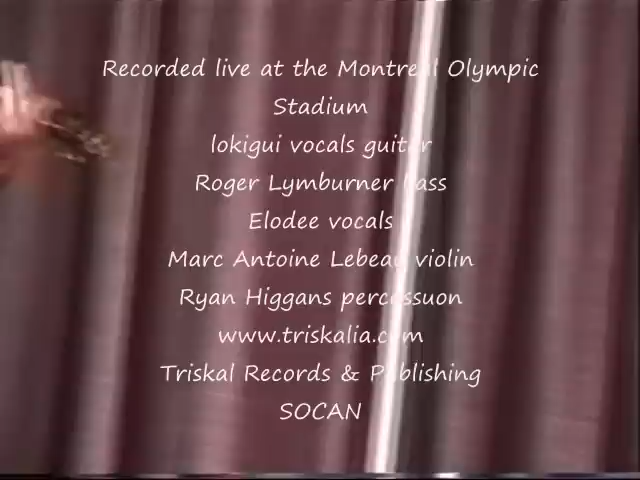 Recorded live at the Montreal Olympic
Stadium
lokigui vocals guitar
Roger Lymburner bass
Elodee vocals
Marc Antoine Lebeau violin
Ryan Higgans percussuon
www.triskalia.com
Triskal Records & Publishing
SOCAN